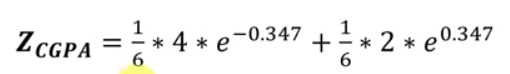 Z_CGPA = 1/6 * 4 * e^−0.347 + 1/6 * 2 * e^0.347